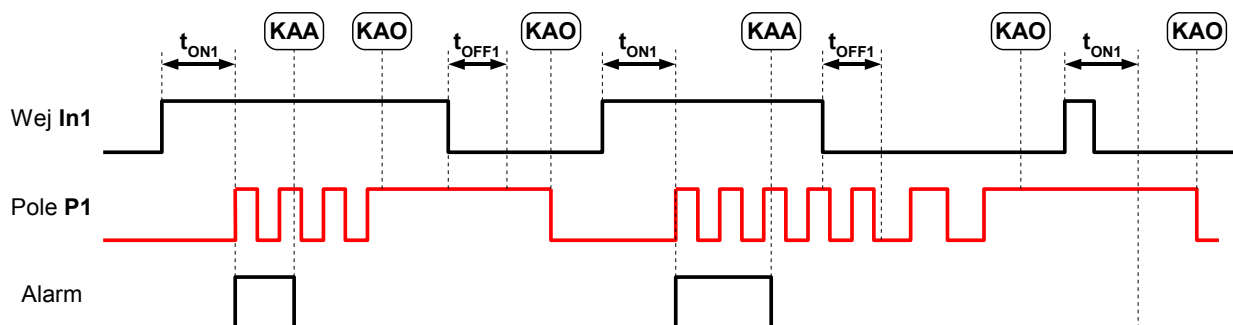 KAA KAO KAO KAA KAO KAO
tON1 tOFF1 tON1 tOFF1 tON1
Wej In1
Pole P1
Alarm